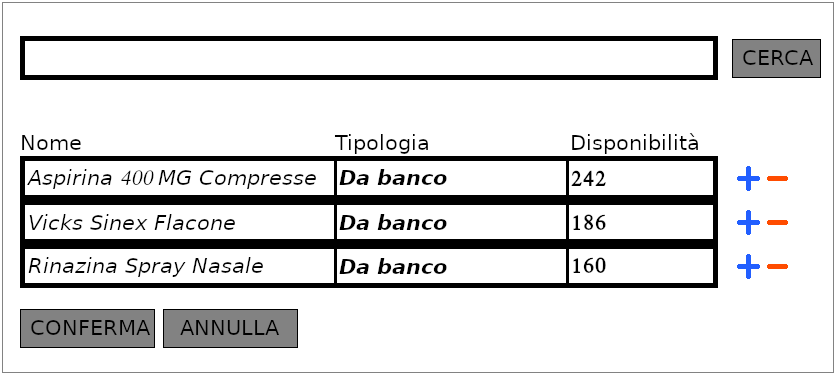 CERCA
Nome Tipologia Disponibilità
Aspirina 400 MG Compresse Da banco 242
Vicks Sinex Flacone Da banco 186
Rinazina Spray Nasale Da banco 160
CONFERMA ANNULLA